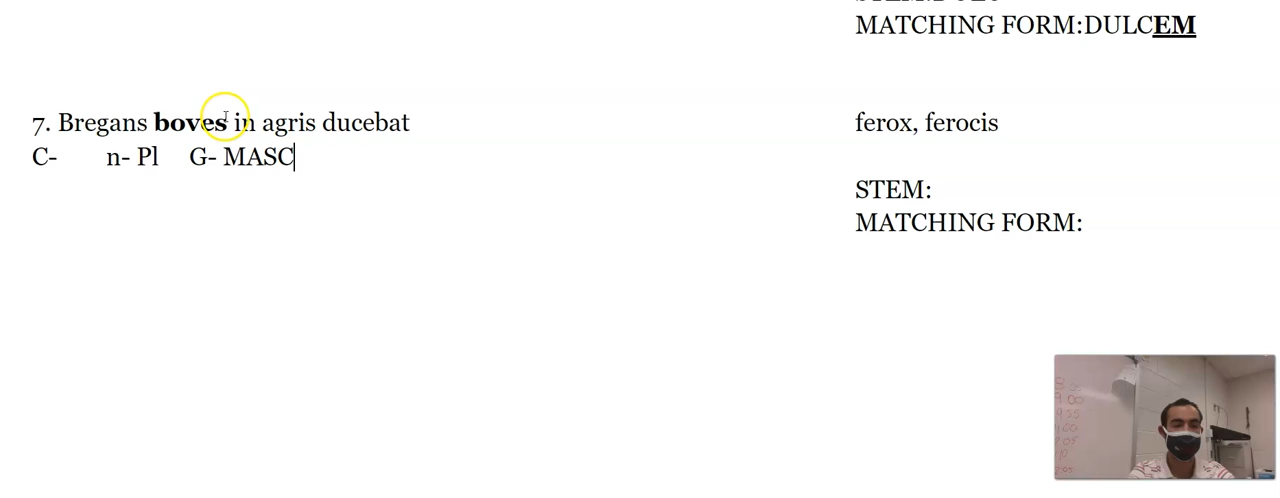 MATCHING FORM:DULCEM
7. Bregans boves in agris ducebat
ferox, ferocis
C- n- Pl G- MASC
STEM:
MATCHING FORM: